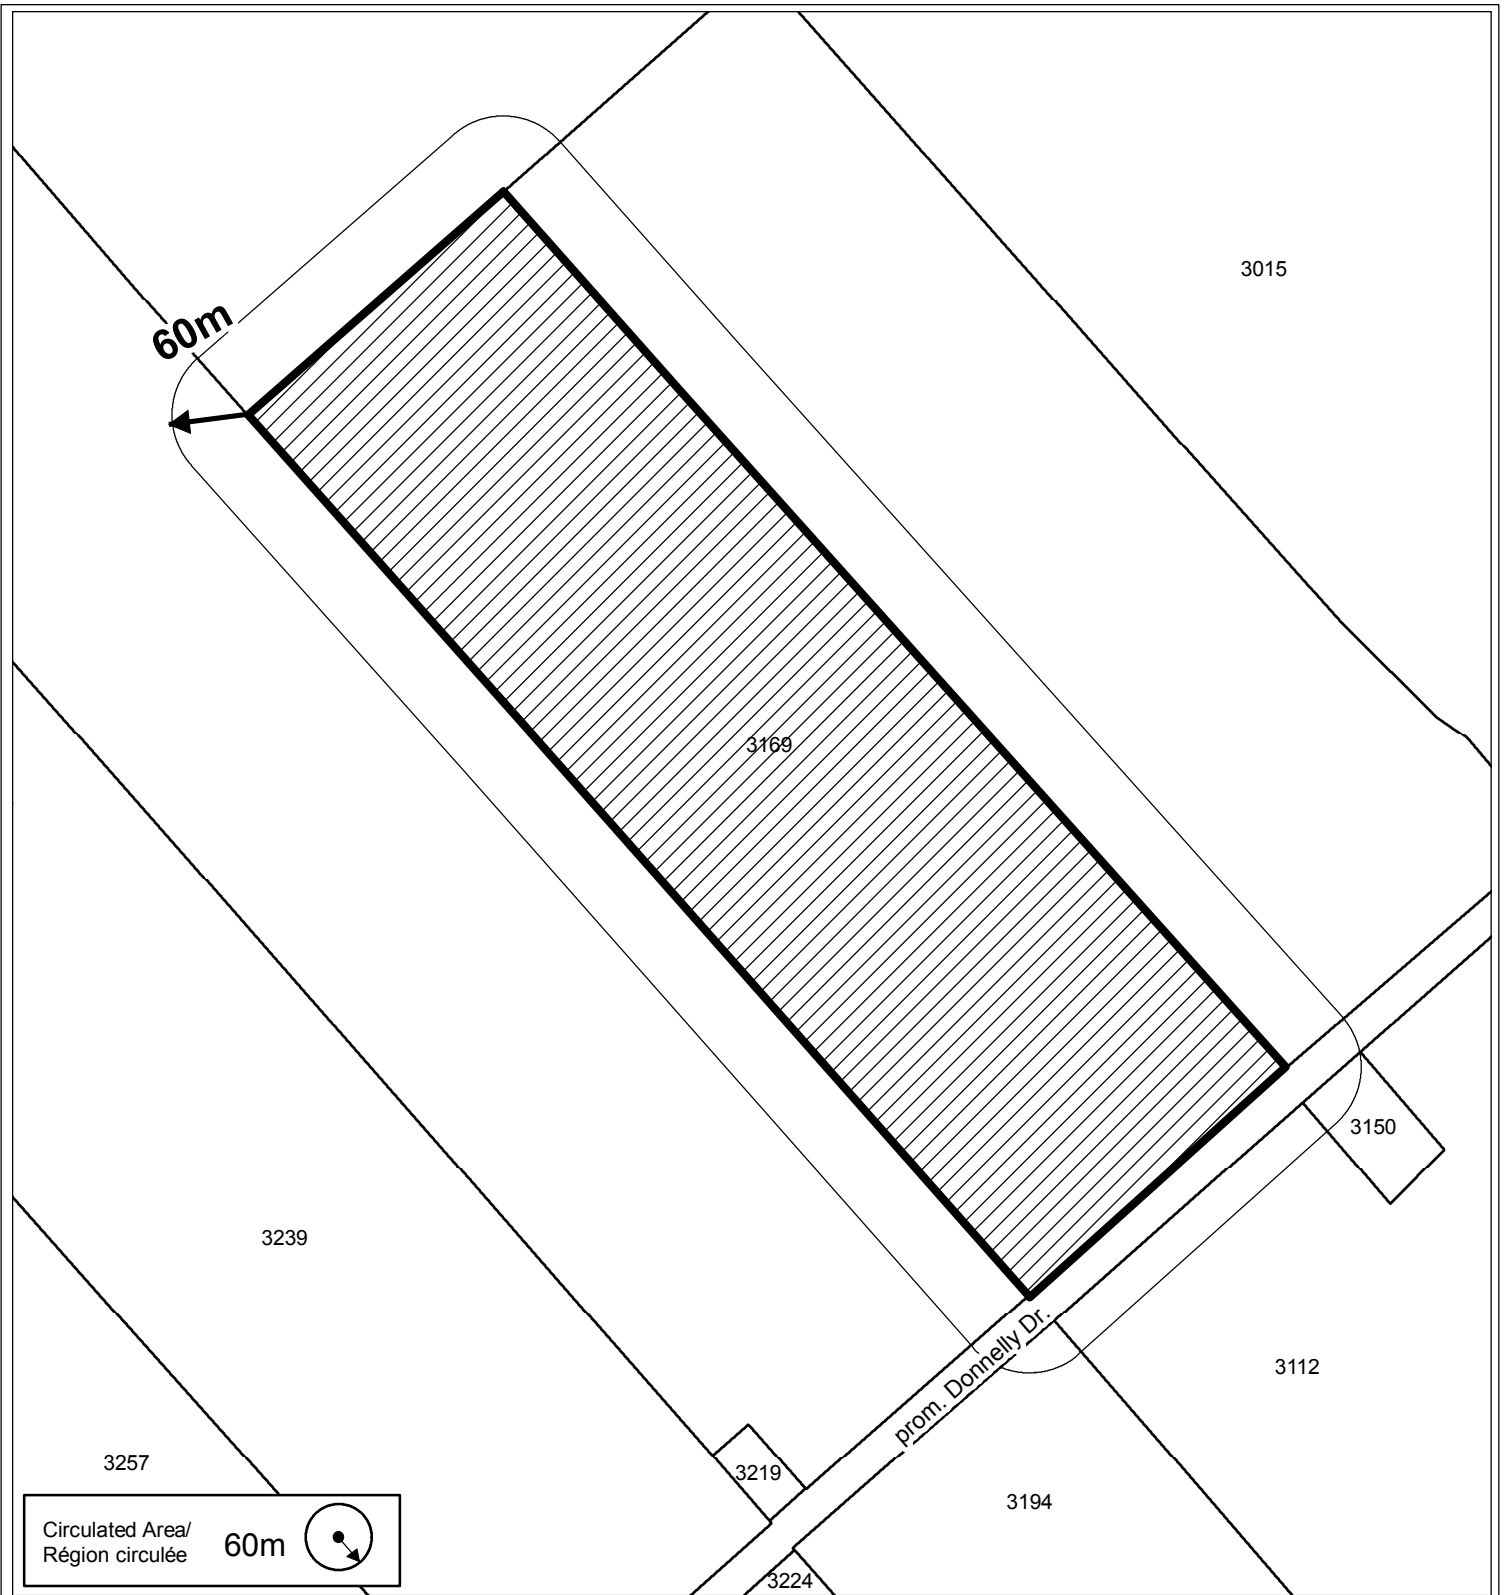 3015
60m
3169
3150
3239
prom. Donnelly Dr.
3112
3257
3219
3194
Circulated Area/
Région circulée
60m
3224